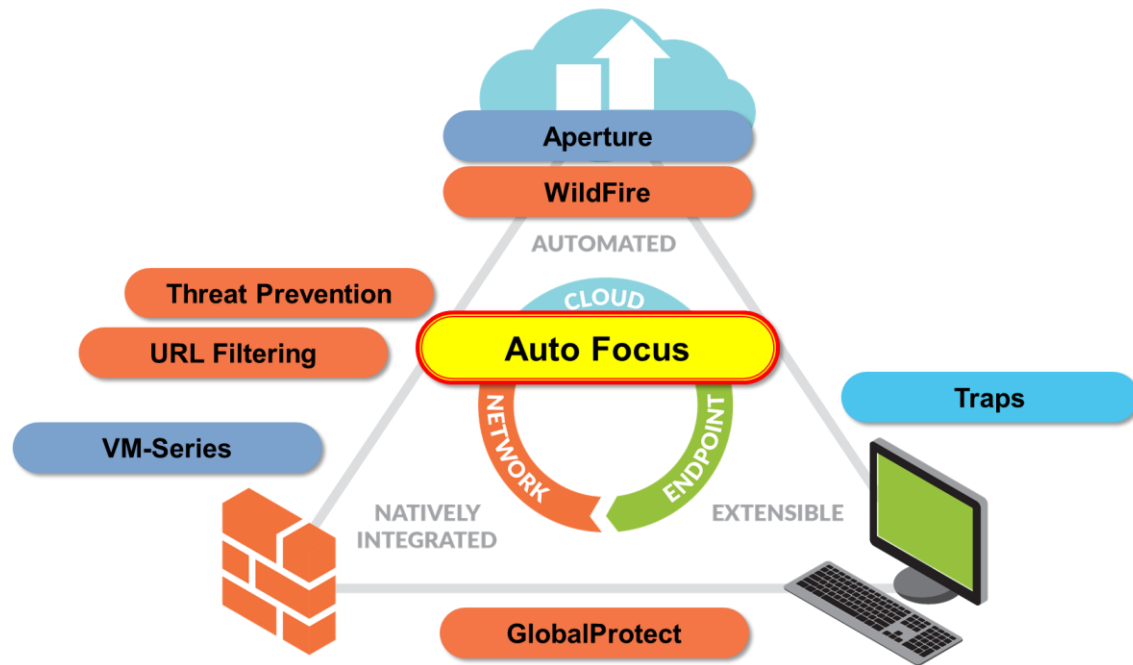 Aperture
WildFire
AUTOMATED
Threat Prevention
CLOUD
URL Filtering
Auto Focus
Traps
VM-Series
NETWORK
ENDPOINT
NATIVELY
INTEGRATED
EXTENSIBLE
GlobalProtect